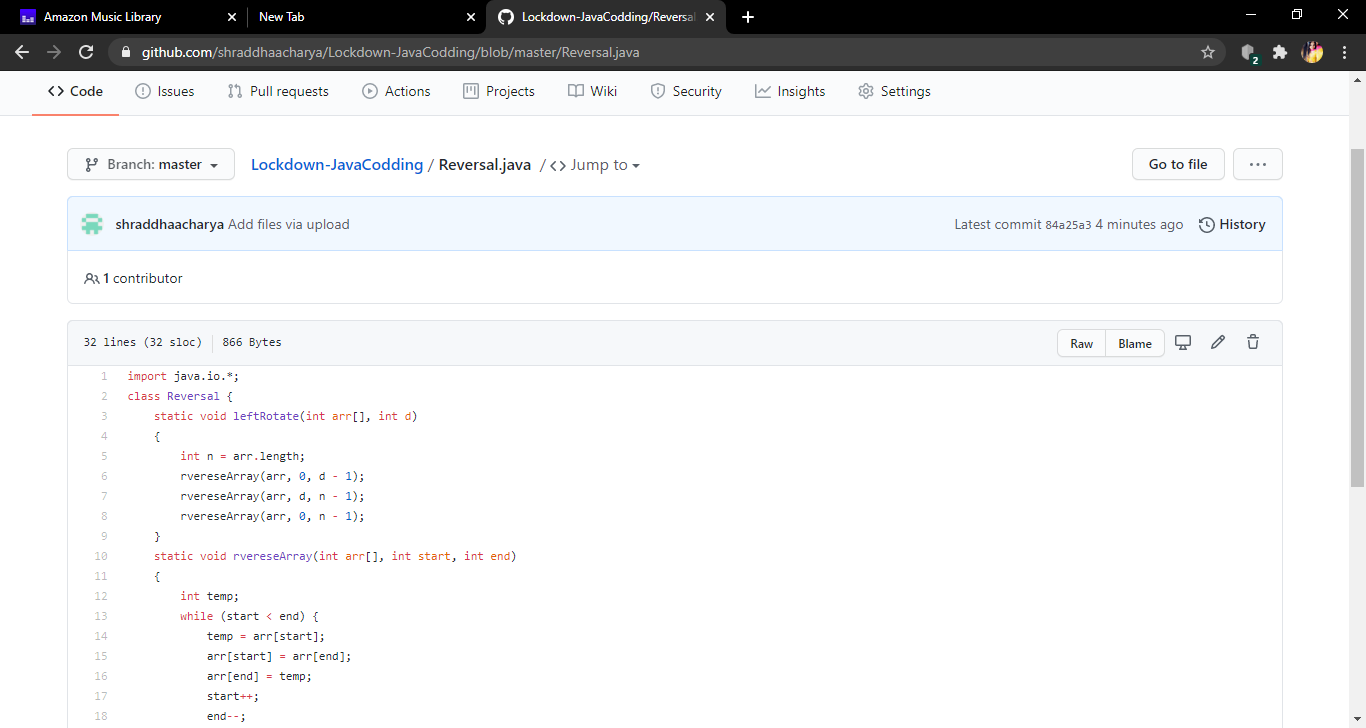 Amazon Music Library
New Tab
Lockdown-JavaCodding/Reversal
github.com/shraddhaacharya/Lockdown-JavaCodding/blob/master/Reversal.java
2
Code Issues Pull requests Actions Projects Wiki Security Insights Settings
Branch: master Lockdown-JavaCodding / Reversal.java / Jump to Go to file ...
shraddhaacharya Add files via upload Latest commit 84a25a3 4 minutes ago History
1 contributor
32 lines (32 sloc) 866 Bytes Raw Blame
1 import java.io.*;
2 class Reversal {
3 static void leftRotate(int arr[], int d)
4 {
5 int n = arr.length;
6 rvereseArray(arr, 0, d - 1);
7 rvereseArray(arr, d, n - 1);
8 rvereseArray(arr, 0, n - 1);
9 }
10 static void rvereseArray(int arr[], int start, int end)
11 {
12 int temp;
13 while (start < end) {
14 temp = arr[start];
15 arr[start] = arr[end];
16 arr[end] = temp;
17 start++;
18 end--;